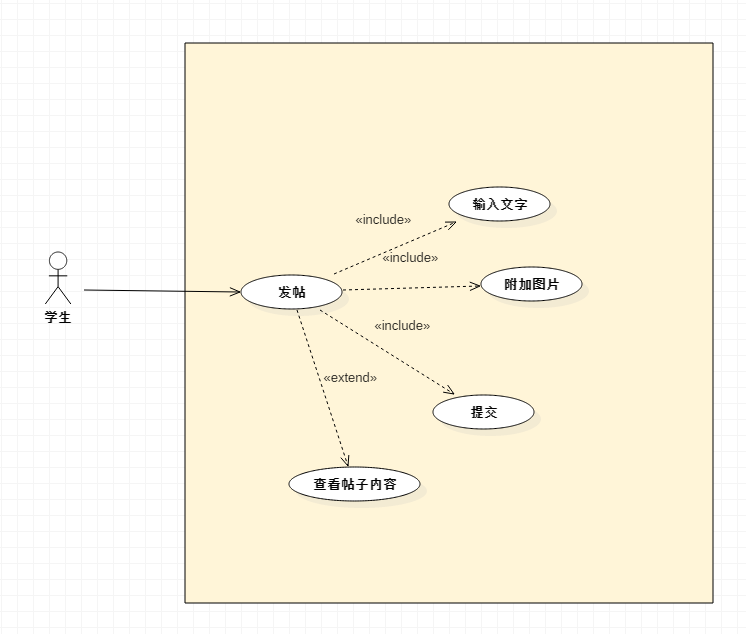 «include»
输入文字
«include»
附加图片
学生
发帖
«include»
«extend»
提交
查看帖子内容